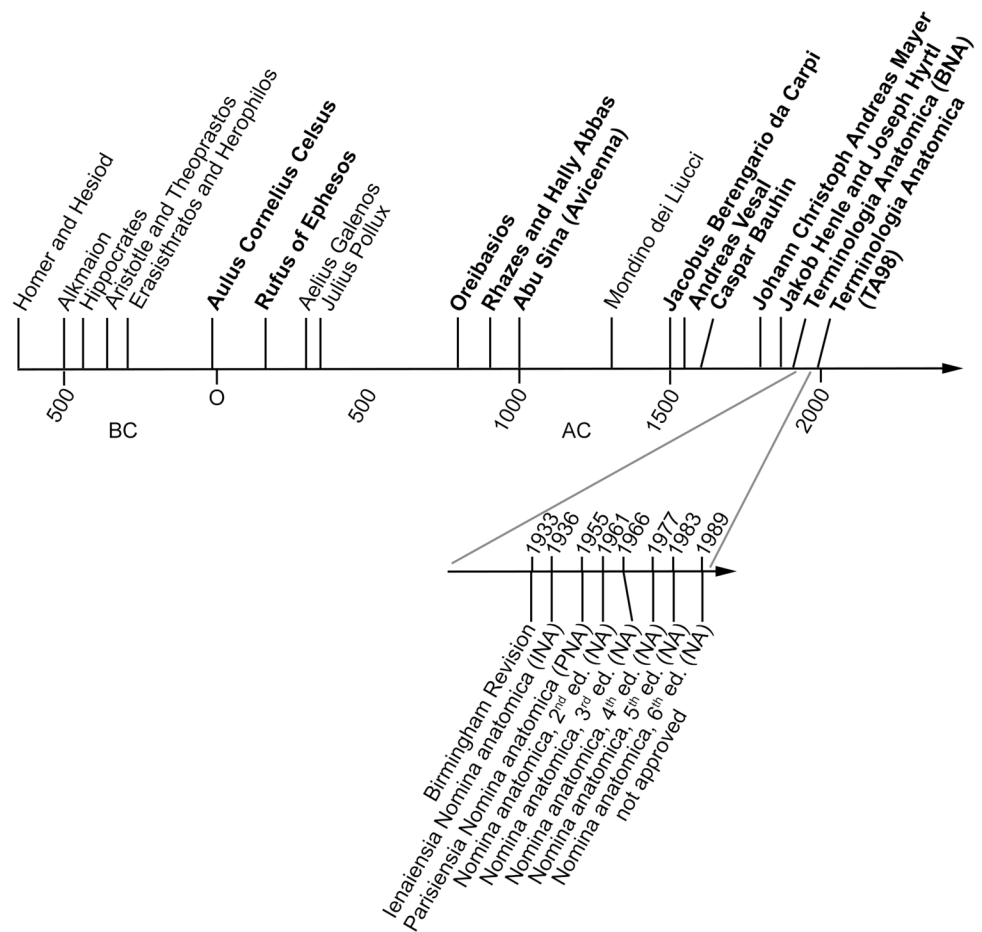 Homer and Hesiod
Alkmaion
Hippocrates
Aristotle and Theoprastos
Erasisthratos and Herophilos
Aulus Cornelius Celsus
Rufus of Ephesos
Aelius Galenos
Julius Pollux
Oreibasios
Rhazes and Hally Abbas
Abu Sina (Avicenna)
Mondino dei Liucci
Jacobus Berengario da Carpi
Andreas Vesal
Caspar Bauhin
Johann Christoph Andreas Mayer
Jakob Henle and Joseph Hyrtl
Terminologia Anatomica (BNA)
Terminologia Anatomica
(TA98)
500
O
500
1000
1500
2000
BC
AC
1933
1936
1955
1961
1966
1977
1983
1989
Birmingham Revision
Ienaiensia Nomina anatomica (INA)
Parisiensia Nomina anatomica (PNA)
Nomina anatomica, 2nd ed. (NA)
Nomina anatomica, 3rd ed. (NA)
Nomina anatomica, 4th ed. (NA)
Nomina anatomica, 5th ed. (NA)
Nomina anatomica, 6th ed. (NA)
not approved